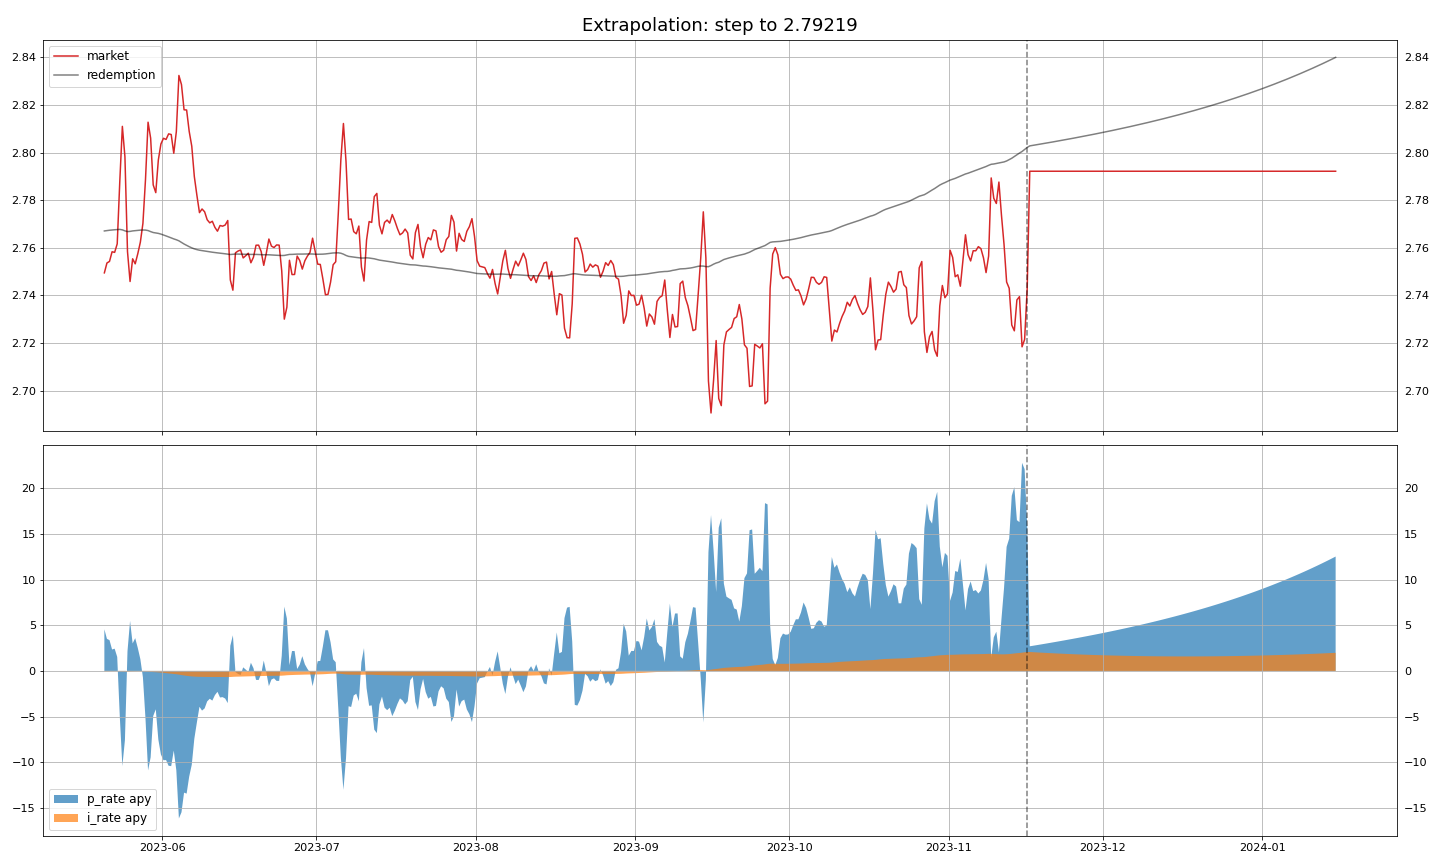 Extrapolation: step to 2.79219
market
redemption
2.84 2.84
2.82 2.82
2.80 2.80
2.78 2.78
2.76 2.76
2.74 2.74
2.72 2.72
2.70 2.70
20 20
15 15
10 10
5 5
0 0
−5 −5
−10 −10
−15 −15
p_rate apy
i_rate apy
2023-06 2023-07 2023-08 2023-09 2023-10 2023-11 2023-12 2024-01